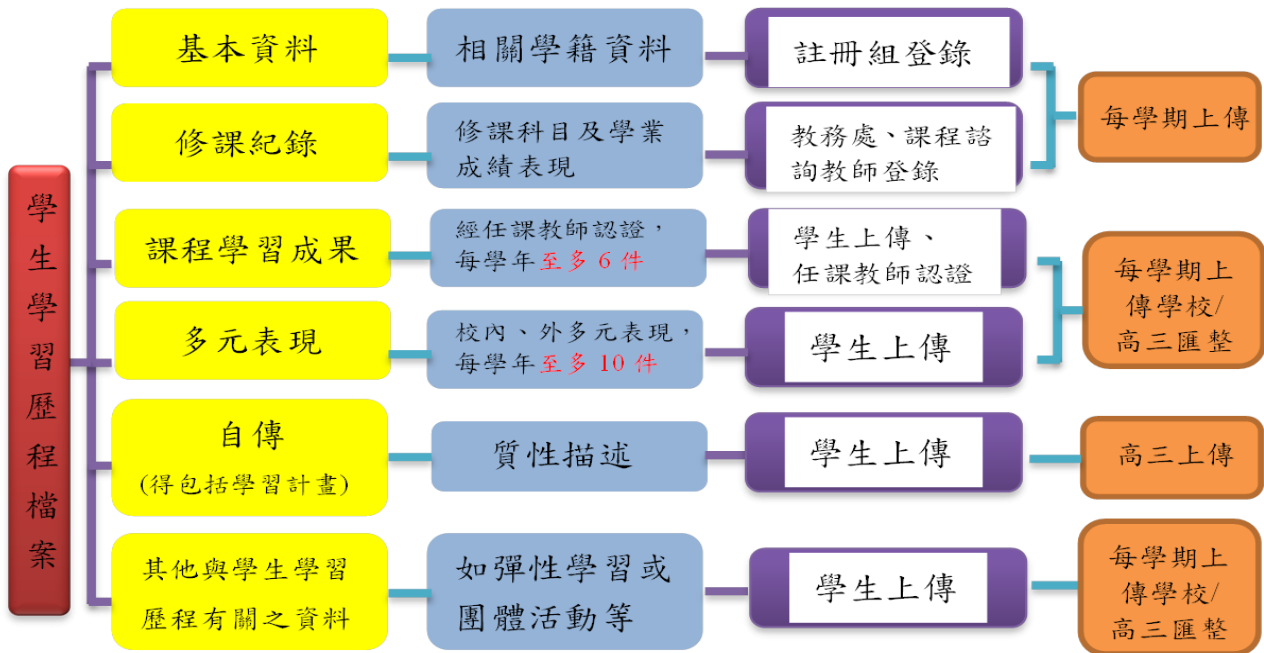 學生學習歷程檔案
基本資料
相關學籍資料
註冊組登錄
每學期上傳
修課紀錄
修課科目及學業
成績表現
教務處、課程諮
詢教師登錄
課程學習成果
經任課教師認證，
每學年至多 6 件
學生上傳、
任課教師認證
每學期上
傳學校/
高三匯整
多元表現
校內、外多元表現，
每學年至多 10 件
學生上傳
自傳
(得包括學習計畫)
質性描述
學生上傳
高三上傳
其他與學生學習
歷程有關之資料
如彈性學習或
團體活動等
學生上傳
每學期上
傳學校/
高三匯整